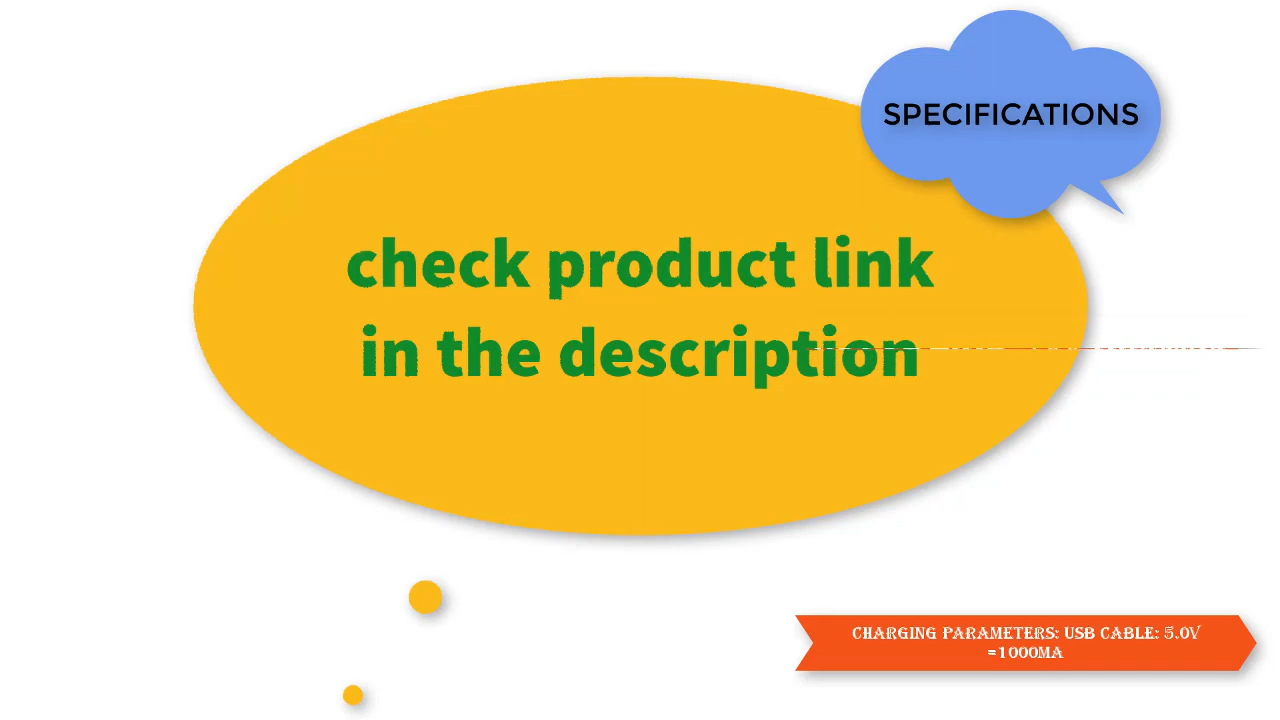 SPECIFICATIONS
check product link
in the description
CHARGING PARAMETERS: USB CABLE: 5.0V
=1000MA